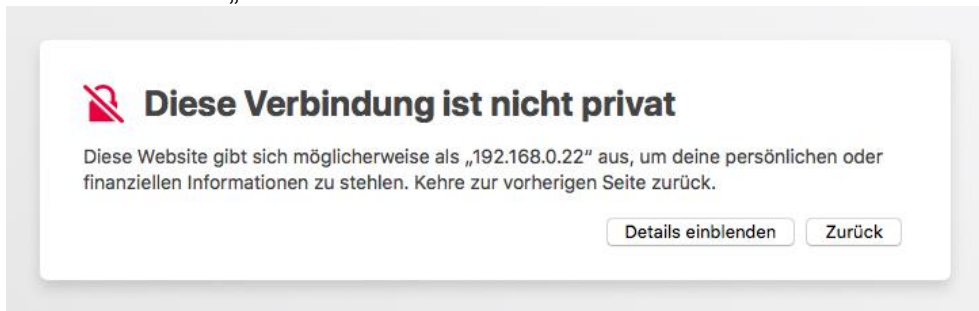 „
Diese Verbindung ist nicht privat
Diese Website gibt sich möglicherweise als „192.168.0.22“ aus, um deine persönlichen oder
finanziellen Informationen zu stehlen. Kehre zur vorherigen Seite zurück.
Details einblenden Zurück